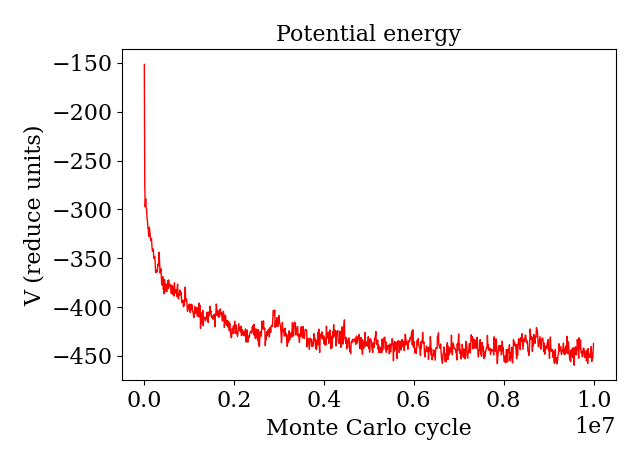 Potential energy
V (reduce units)
−150
−200
−250
−300
−350
−400
−450
0.0 0.2 0.4 0.6 0.8 1.0
1e7
Monte Carlo cycle